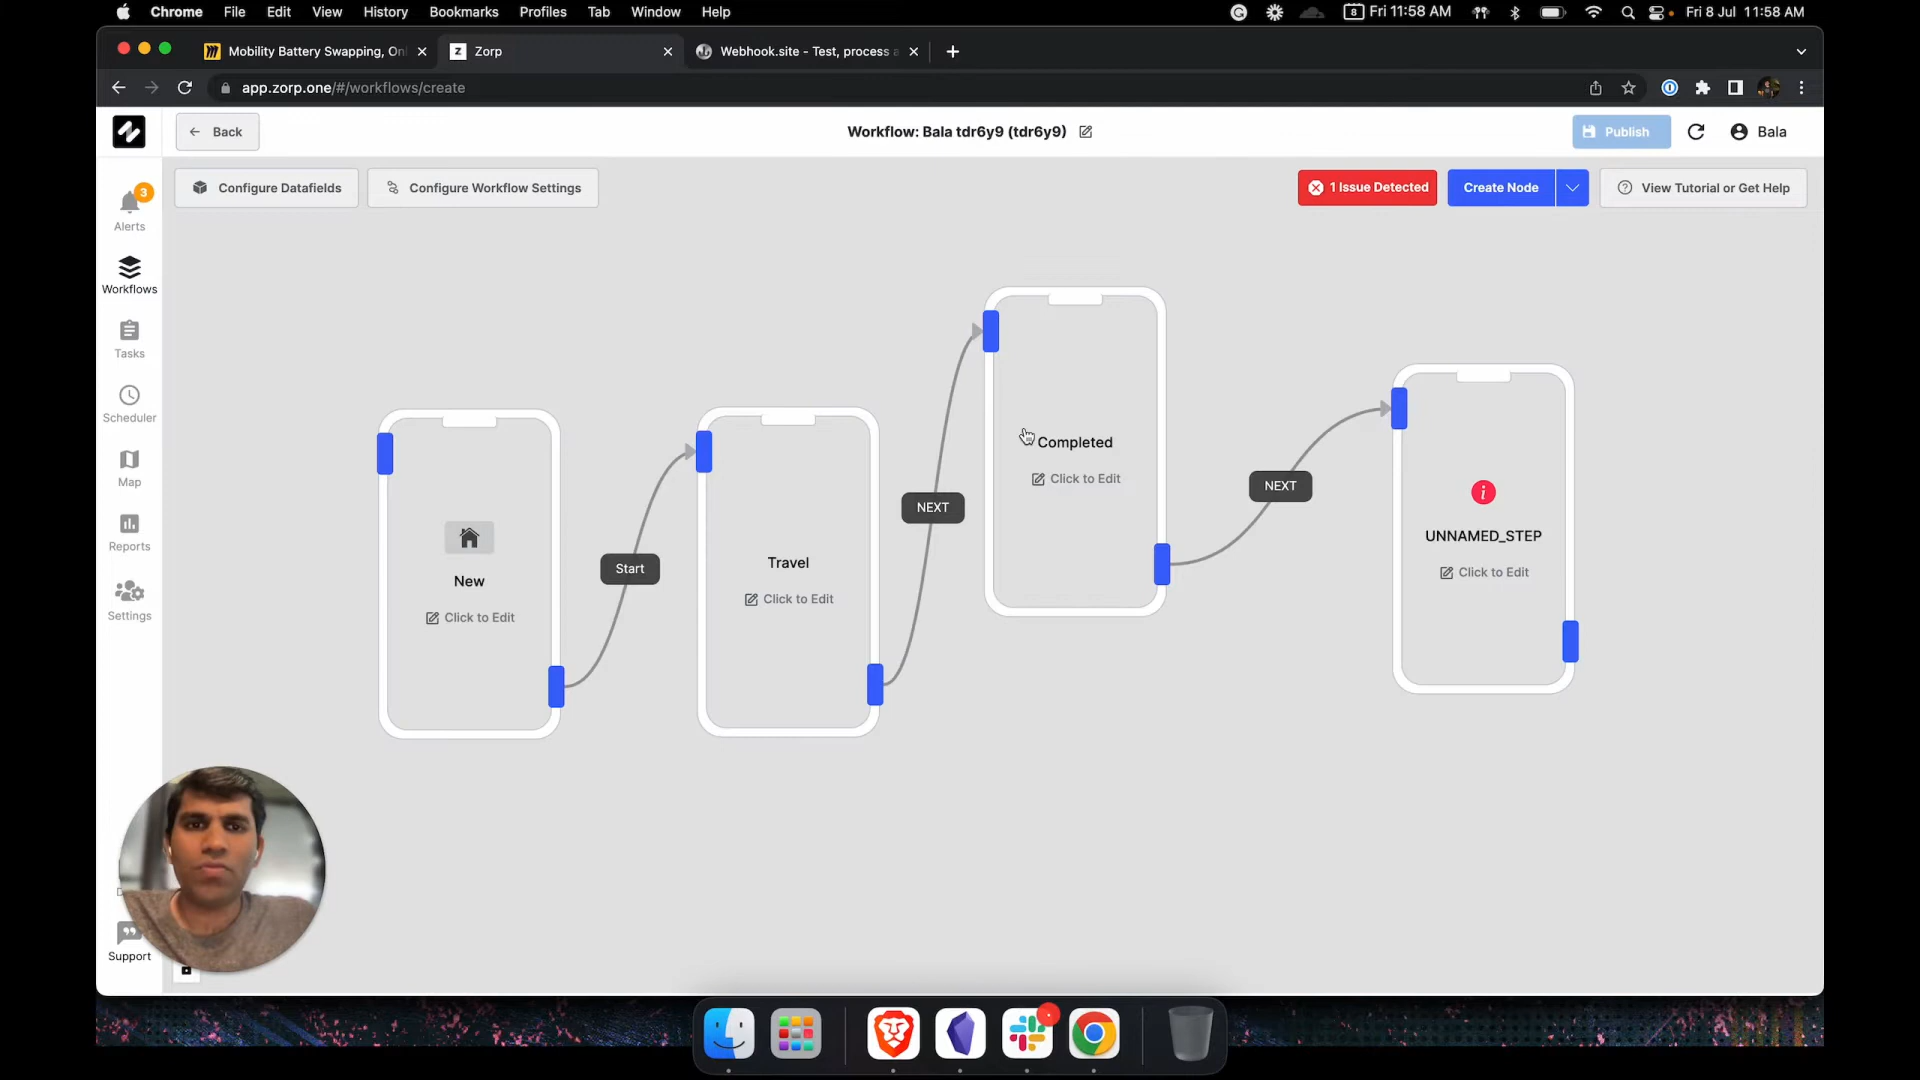 Chrome File Edit View History Bookmarks Profiles Tab Window Help
8 Fri 11:58 AM Fri 8 Jul 11:58 AM
Mobility Battery Swapping, Onl
Zorp
Webhook.site - Test, process a
app.zorp.one/#/workflows/create
Back
Workflow: Bala tdr6y9 (tdr6y9)
Publish
Bala
Configure Datafields
Configure Workflow Settings
1 Issue Detected
Create Node
View Tutorial or Get Help
3
Alerts
Workflows
Tasks
Scheduler
Map
Reports
Settings
Support
New
Click to Edit
Start
Travel
Click to Edit
NEXT
Completed
Click to Edit
NEXT
UNNAMED_STEP
Click to Edit